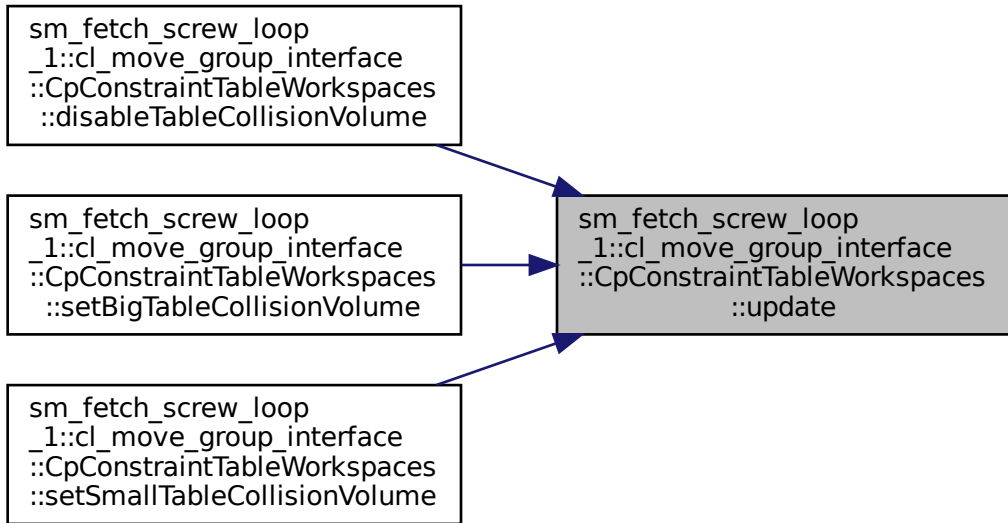 sm_fetch_screw_loop
_1::cl_move_group_interface
::CpConstraintTableWorkspaces
::disableTableCollisionVolume
sm_fetch_screw_loop
_1::cl_move_group_interface
::CpConstraintTableWorkspaces
::setBigTableCollisionVolume
sm_fetch_screw_loop
_1::cl_move_group_interface
::CpConstraintTableWorkspaces
::setSmallTableCollisionVolume
sm_fetch_screw_loop
_1::cl_move_group_interface
::CpConstraintTableWorkspaces
::update